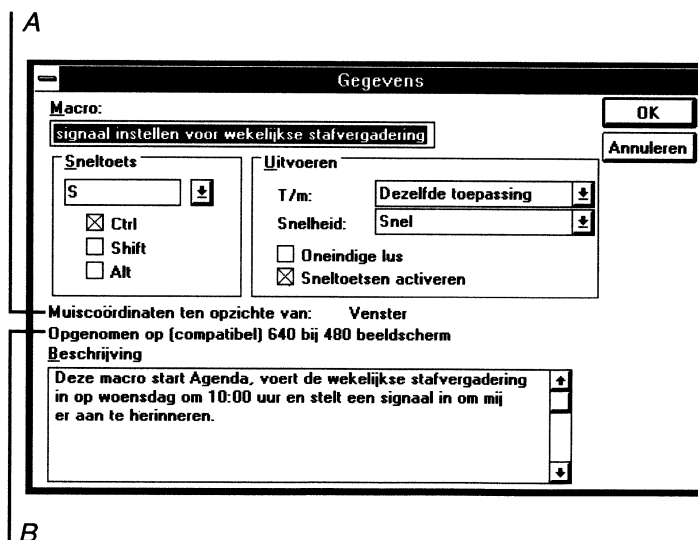 A
Gegevens
Macro:
signaal instellen voor wekelijkse stafvergadering
OK
Annuleren
Sneltoets
S
Ctrl
Shift
Alt
Uitvoeren
T/m: Dezelfde toepassing
Snelheid: Snel
Oneindige lus
Sneltoetsen activeren
Muiscoördinaten ten opzichte van: Venster
Opgenomen op (compatibel) 640 bij 480 beeldscherm
Beschrijving
Deze macro start Agenda, voert de wekelijkse stafvergadering
in op woensdag om 10:00 uur en stelt een signaal in om mij
er aan te herinneren.
B